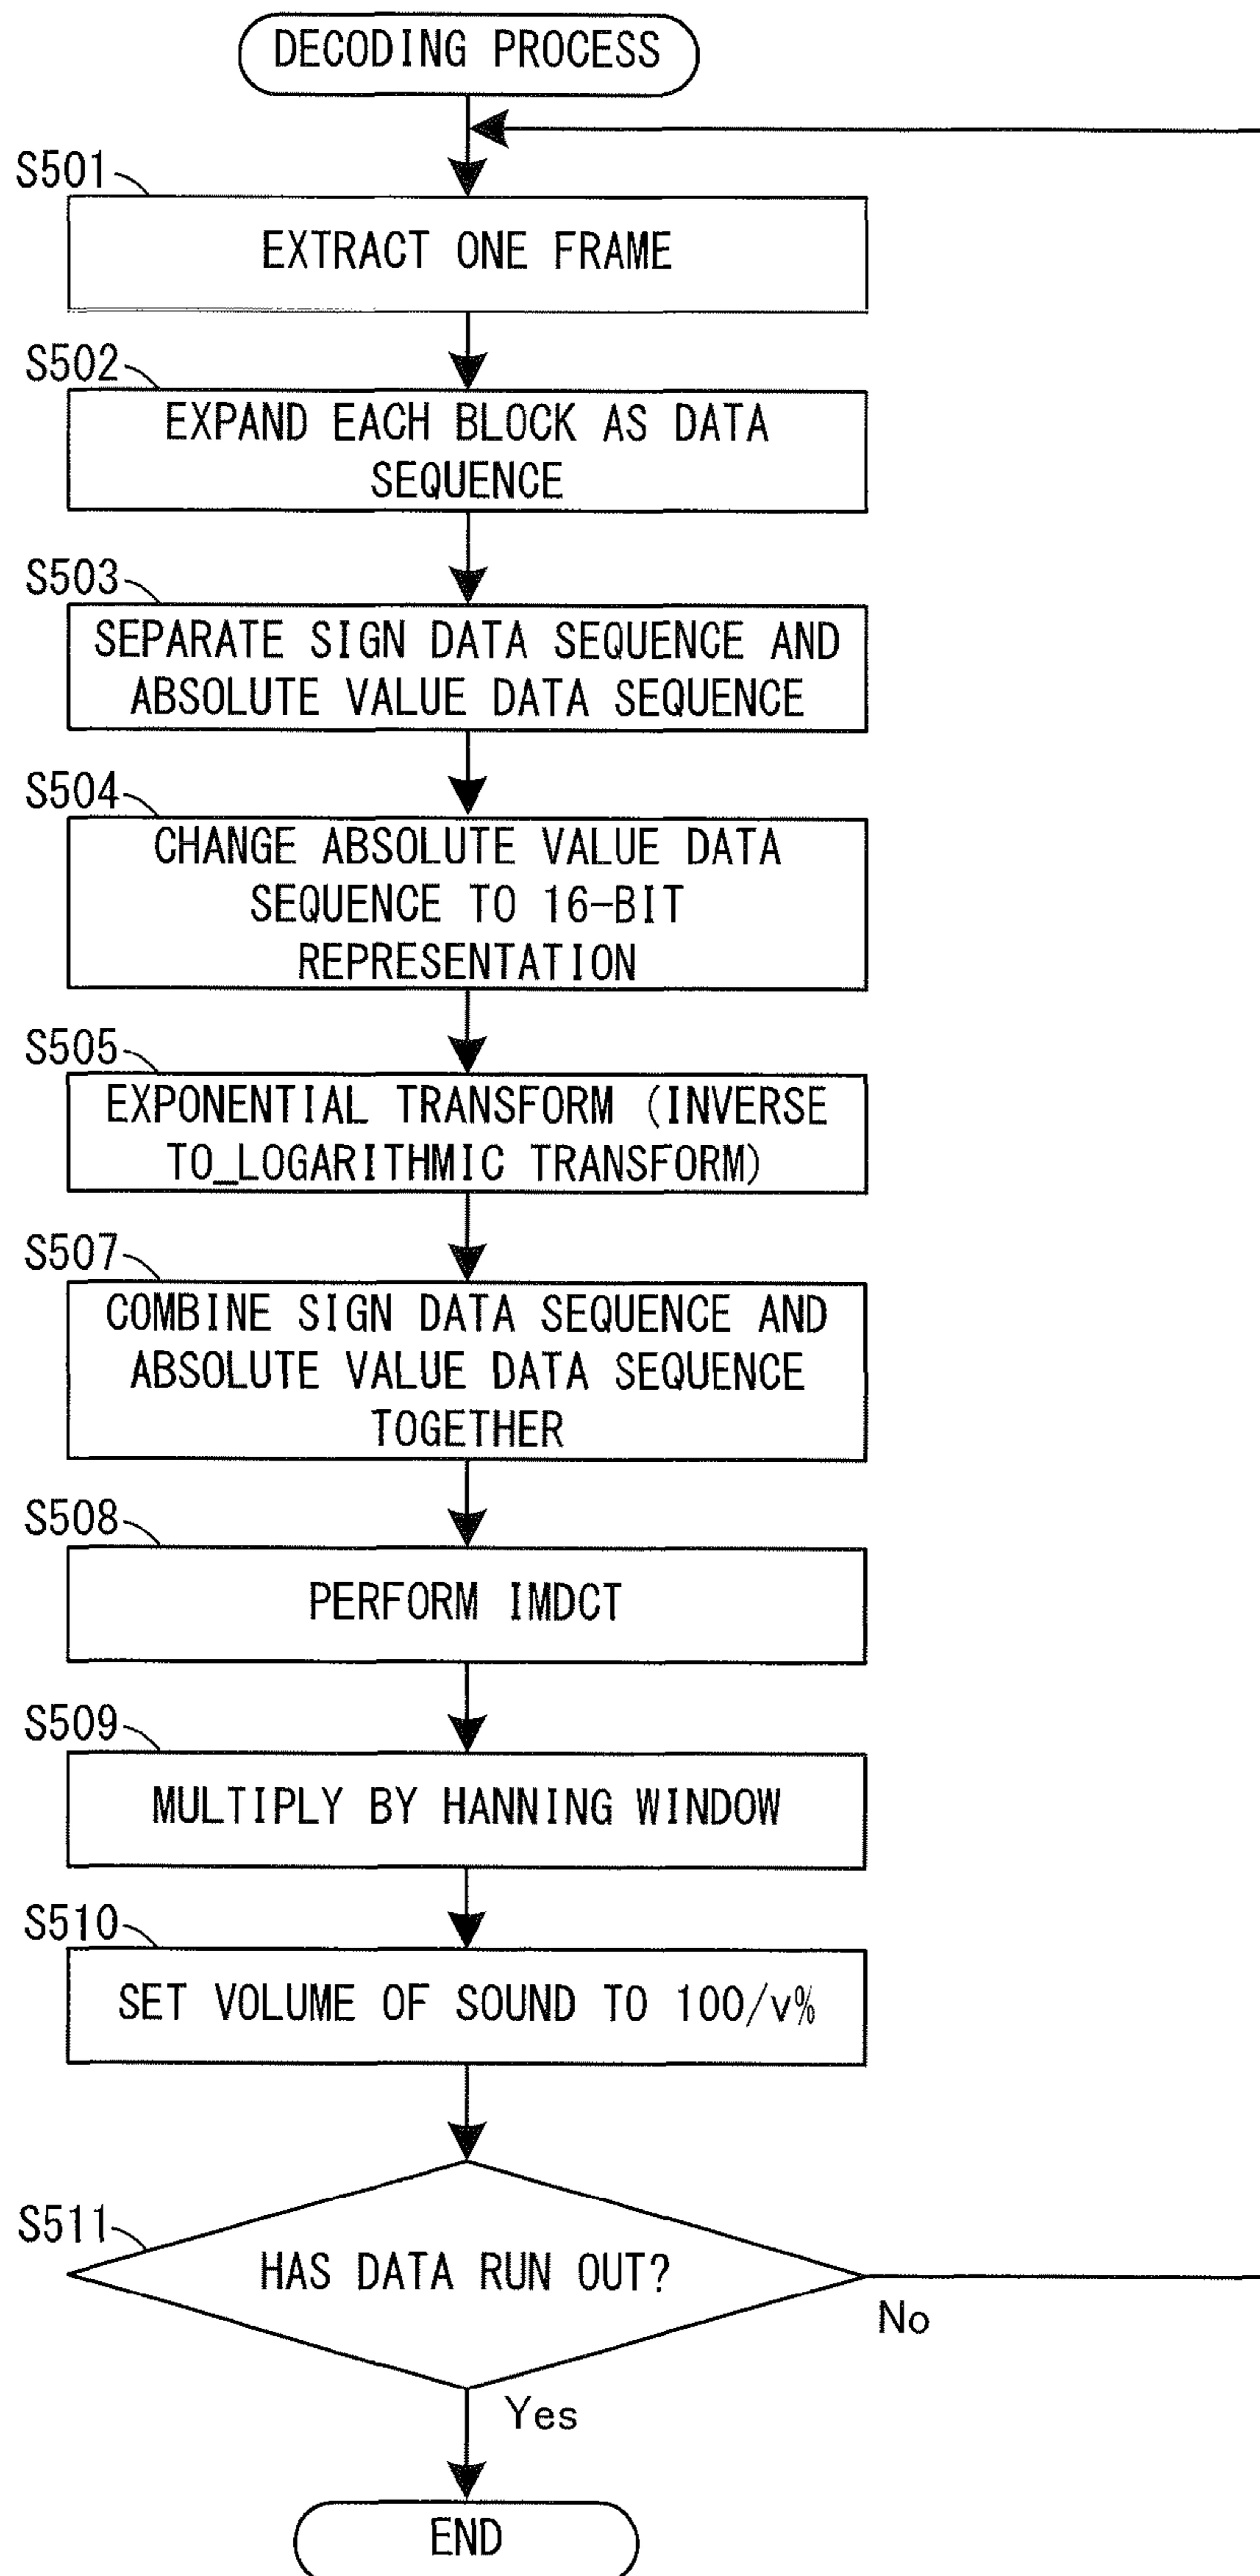 DECODING PROCESS
S501
EXTRACT ONE FRAME
S502
EXPAND EACH BLOCK AS DATA
SEQUENCE
S503
SEPARATE SIGN DATA SEQUENCE AND
ABSOLUTE VALUE DATA SEQUENCE
S504
CHANGE ABSOLUTE VALUE DATA
SEQUENCE TO 16-BIT
REPRESENTATION
S505
EXPONENTIAL TRANSFORM (INVERSE
TO_LOGARITHMIC TRANSFORM)
S507
COMBINE SIGN DATA SEQUENCE AND
ABSOLUTE VALUE DATA SEQUENCE
TOGETHER
S508
PERFORM IMDCT
S509
MULTIPLY BY HANNING WINDOW
S510
SET VOLUME OF SOUND TO 100/v%
S511
HAS DATA RUN OUT?
No
Yes
END